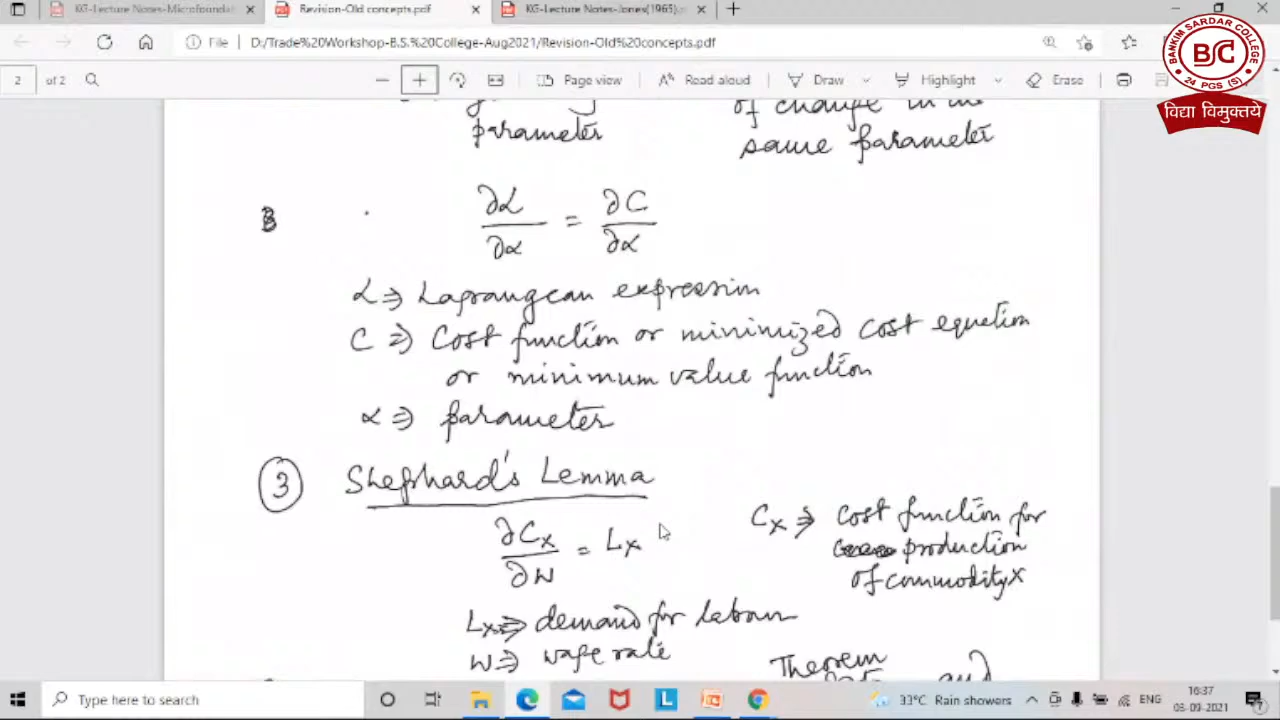 KG-Lecture Notes-Microfoundat
Revision-Old concepts.pdf
KG-Lecture Notes-Jones(1965).
File
D:/Trade%20Workshop-B.S.%20College-Aug2021/Revision-Old%20concepts.pdf
2 of 2
Page view
Read aloud
Draw
Highlight
Erase
BANKIM SARDAR COLLEGE
BSC
24 PGS (S)
विद्या विमुक्तये
parameter
of change in the
same parameter
∂L/∂α = ∂C/∂α
L ⇒ Lagrangean expression
C ⇒ Cost function or minimized cost equation
or minimum value function
α ⇒ parameter
③ Shephard's Lemma
∂Cx/∂W = Lx
Cx ⇒ cost function for
production
of commodity x
Lx ⇒ demand for labour
W ⇒ wage rate
Theorem
and
Type here to search
33°C Rain showers
ENG
16:37
03-09-2021